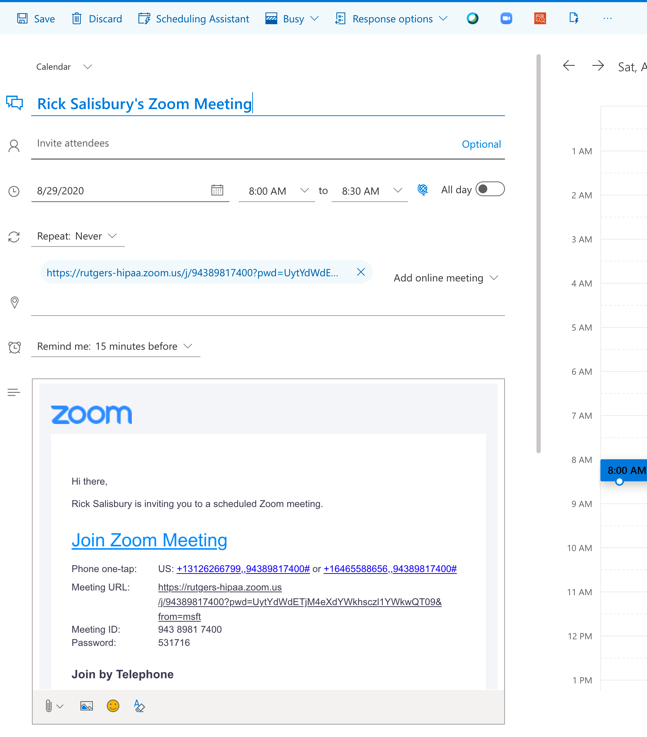 Save Discard Scheduling Assistant Busy Response options
Calendar
Sat, A
Rick Salisbury's Zoom Meeting
Invite attendees Optional
8/29/2020 8:00 AM to 8:30 AM All day
Repeat: Never
https://rutgers-hipaa.zoom.us/j/94389817400?pwd=UytYdWdE...
Add online meeting
Remind me: 15 minutes before
zoom
Hi there,
Rick Salisbury is inviting you to a scheduled Zoom meeting.
Join Zoom Meeting
Phone one-tap: US: +13126266799,,94389817400# or +16465588656,,94389817400#
Meeting URL: https://rutgers-hipaa.zoom.us
/j/94389817400?pwd=UytYdWdETjM4eXdYWkhsczl1YWkwQT09&
from=msft
Meeting ID: 943 8981 7400
Password: 531716
Join by Telephone
1 AM
2 AM
3 AM
4 AM
5 AM
6 AM
7 AM
8 AM
8:00 AM
9 AM
10 AM
11 AM
12 PM
1 PM